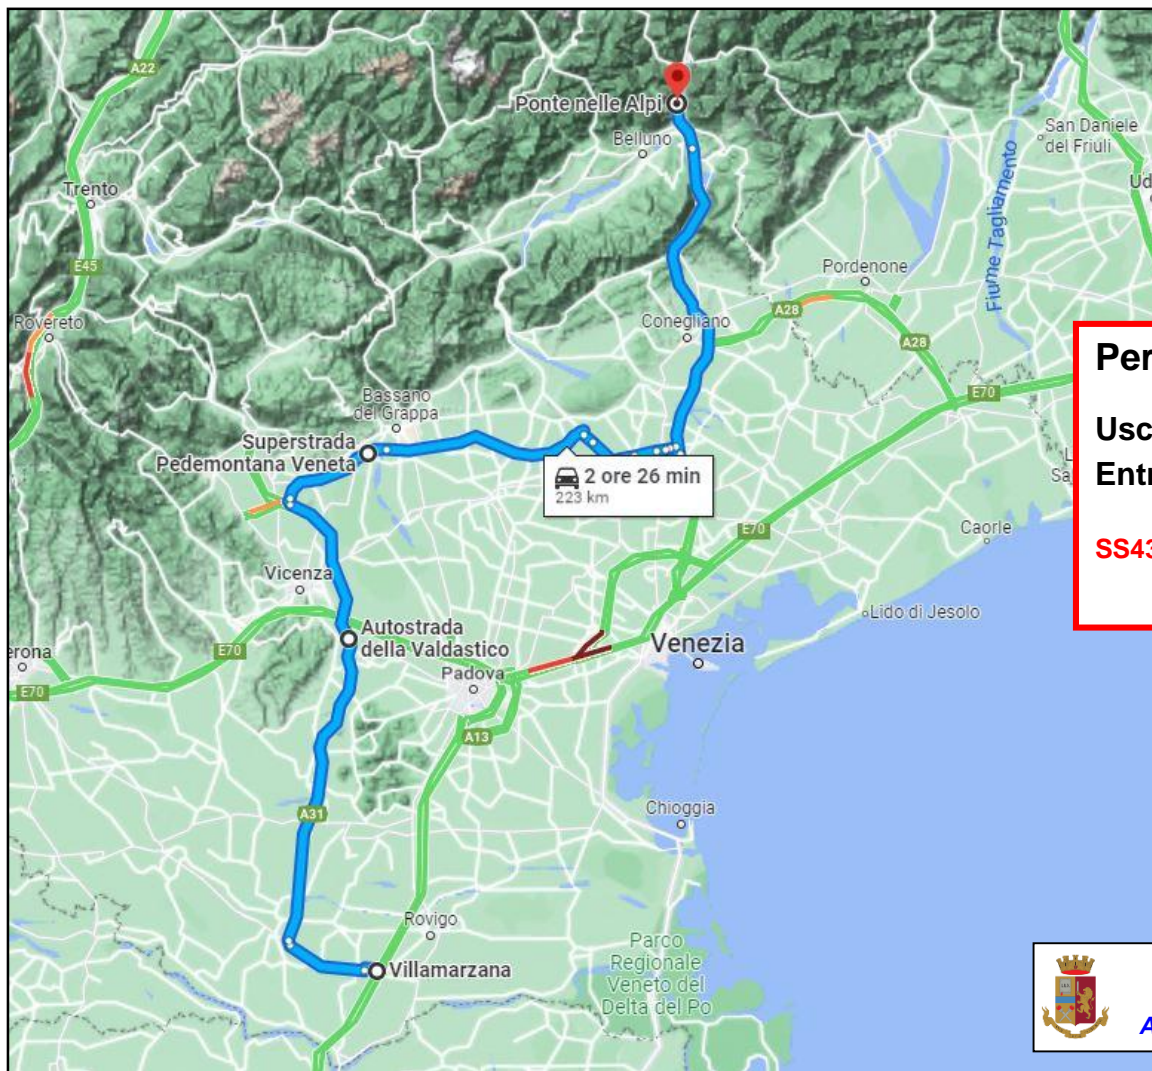 A22
Ponte nelle Alpi
Belluno
San Daniele
del Friuli
Fiume Tagliamento
Trento
E45
Pordenone
Rovereto
A28
Conegliano
A28
E70
Bassano
del Grappa
Superstrada
Pedemontana Veneta
2 ore 26 min
223 km
E70
Caorle
Vicenza
Lido di Jesolo
Autostrada
della Valdastico
E70
Venezia
E70
Padova
A13
Chioggia
A31
Rovigo
Villamarzana
Parco
Regionale
Veneto del
Delta del Po